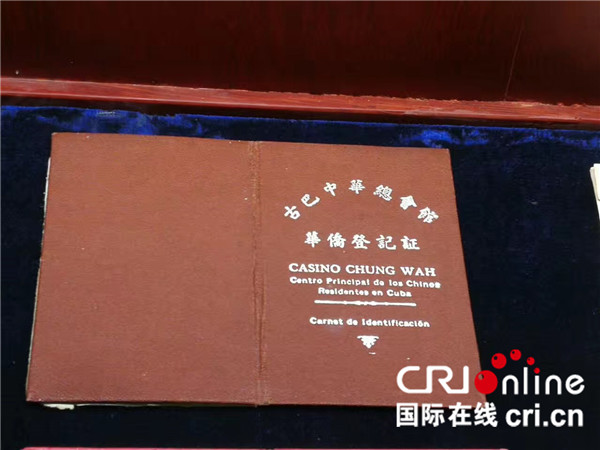 古巴中華總會館
華僑登記証
CASINO CHUNG WAH
Centro Principal de los Chinos
Residentes en Cuba
Carnet de Identificación
CRIonline
国际在线 cri.cn